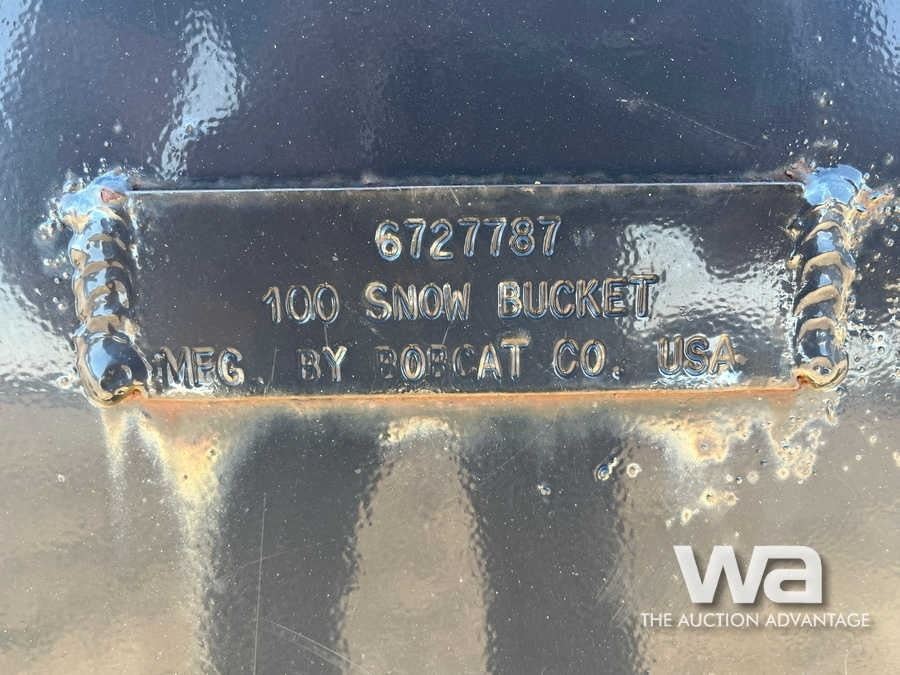 6727787
100 SNOW BUCKET
MFG. BY BOBCAT CO. USA
wa
THE AUCTION ADVANTAGE